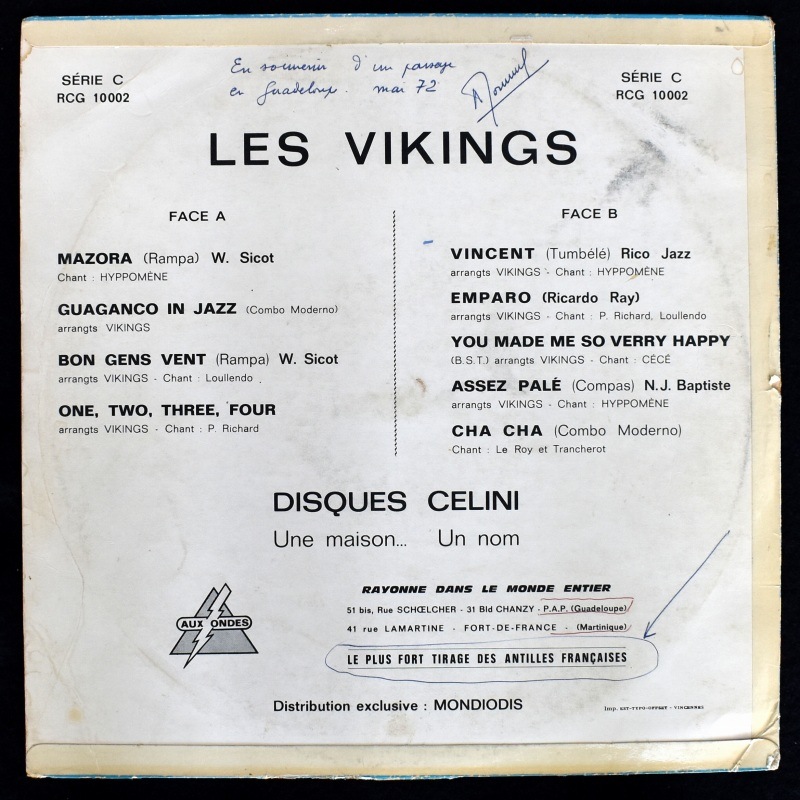 En souvenir d'un passage
en Guadeloupe. mai 72
SÉRIE C
RCG 10002
SÉRIE C
RCG 10002
LES VIKINGS
FACE A
MAZORA (Rampa) W. Sicot
Chant : HYPPOMÈNE
GUAGANCO IN JAZZ (Combo Moderno)
arrangts VIKINGS
BON GENS VENT (Rampa) W. Sicot
arrangts VIKINGS - Chant : Loullendo
ONE, TWO, THREE, FOUR
arrangts VIKINGS - Chant : P. Richard
FACE B
VINCENT (Tumbélé) Rico Jazz
arrangts VIKINGS - Chant : HYPPOMÈNE
EMPARO (Ricardo Ray)
arrangts VIKINGS - Chant : P. Richard, Loullendo
YOU MADE ME SO VERRY HAPPY
(B.S.T.) arrangts VIKINGS - Chant : CÉCÉ
ASSEZ PALÉ (Compas) N.J. Baptiste
arrangts VIKINGS - Chant : HYPPOMÈNE
CHA CHA (Combo Moderno)
Chant : Le Roy et Trancherot
DISQUES CELINI
Une maison... Un nom
AUX ONDES
RAYONNE DANS LE MONDE ENTIER
51 bis, Rue SCHŒLCHER - 31 Bld CHANZY - P.A.P. (Guadeloupe)
41 rue LAMARTINE - FORT-DE-FRANCE - (Martinique)
LE PLUS FORT TIRAGE DES ANTILLES FRANÇAISES
Distribution exclusive : MONDIODIS
Imp. EST-TYPO-OFFSET - VINCENNES